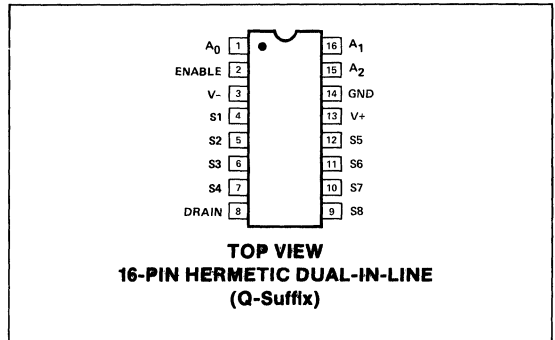 A0 1 16 A1
ENABLE 2 15 A2
V- 3 14 GND
S1 4 13 V+
S2 5 12 S5
S3 6 11 S6
S4 7 10 S7
DRAIN 8 9 S8
TOP VIEW
16-PIN HERMETIC DUAL-IN-LINE
(Q-Suffix)